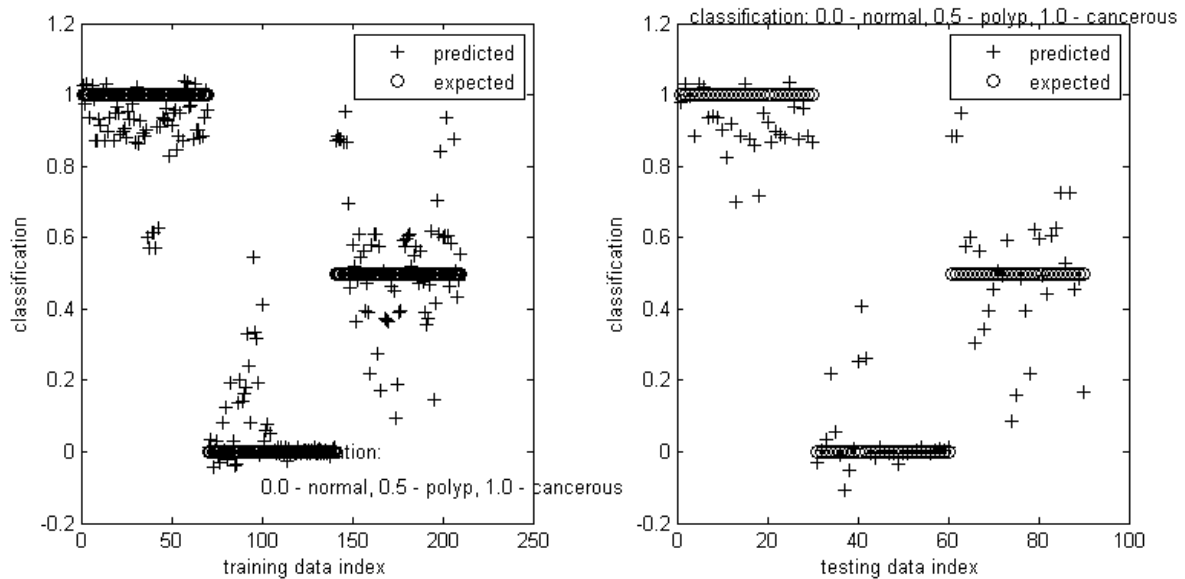 1.2
1
0.8
0.6
0.4
0.2
0
-0.2
0
50
100
150
200
250
classification
training data index
predicted
expected
0.0 - normal, 0.5 - polyp, 1.0 - cancerous
classification: 0.0 - normal, 0.5 - polyp, 1.0 - cancerous
1.2
1
0.8
0.6
0.4
0.2
0
-0.2
0
20
40
60
80
100
classification
testing data index
predicted
expected